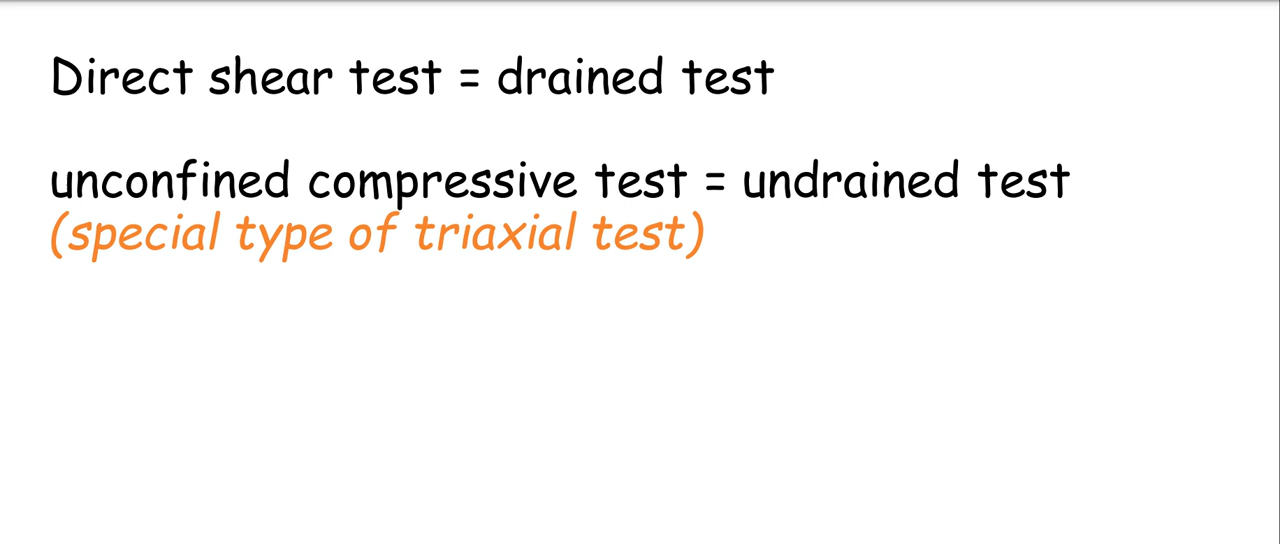 Direct shear test = drained test
unconfined compressive test = undrained test
(special type of triaxial test)